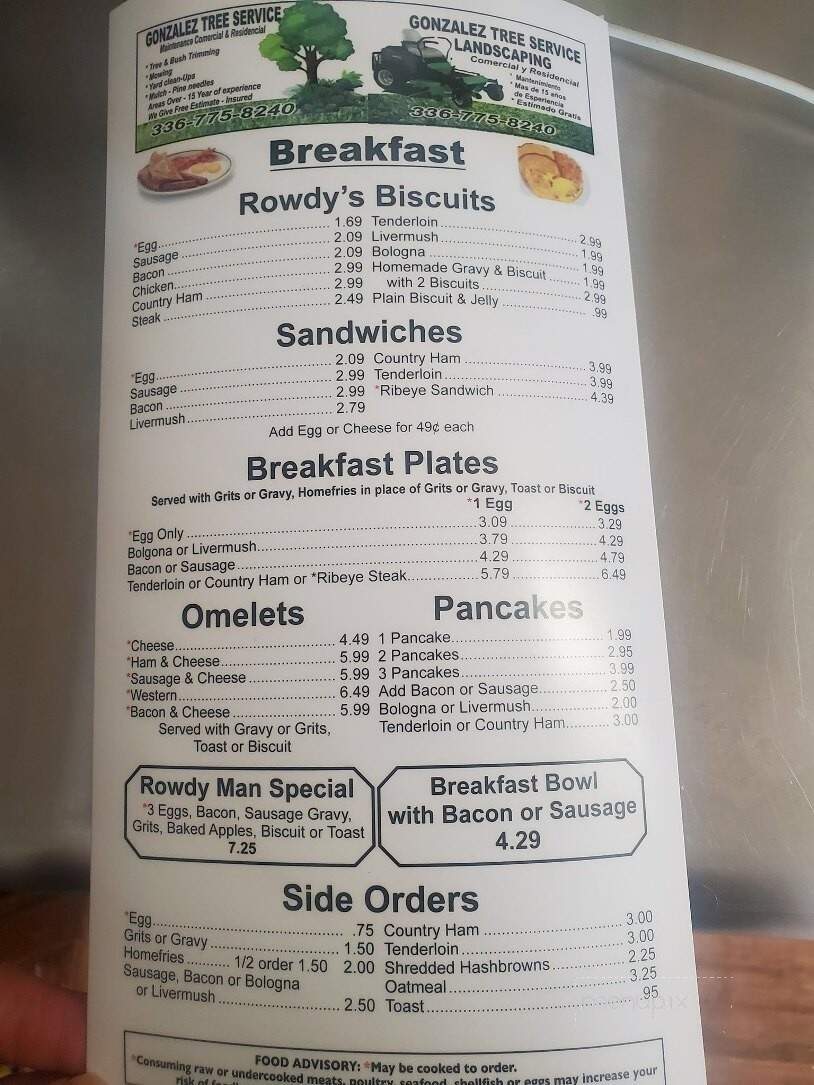 GONZALEZ TREE SERVICE
Maintenance Comercial & Residencial
* Tree & Bush Trimming
* Mowing
* Yard clean-Ups
* Mulch - Pine needles
Areas Over - 15 Year of experience
We Give Free Estimate - Insured
336-775-8240
GONZALEZ TREE SERVICE
LANDSCAPING
Comercial y Residencial
* Mantenimiento
* Mas de 15 años
de Esperiencia
* Estimado Gratis
336-775-8240
Breakfast
Rowdy's Biscuits
*Egg 1.69
Sausage 2.09
Bacon 2.09
Chicken 2.99
Country Ham 2.99
Steak 2.49
Tenderloin 2.99
Livermush 1.99
Bologna 1.99
Homemade Gravy & Biscuit 1.99
with 2 Biscuits 2.99
Plain Biscuit & Jelly .99
Sandwiches
*Egg 2.09
Sausage 2.99
Bacon 2.99
Livermush 2.79
Country Ham 3.99
Tenderloin 3.99
*Ribeye Sandwich 4.39
Add Egg or Cheese for 49¢ each
Breakfast Plates
Served with Grits or Gravy, Homefries in place of Grits or Gravy, Toast or Biscuit
*1 Egg *2 Eggs
*Egg Only 3.09 3.29
Bolgona or Livermush 3.79 4.29
Bacon or Sausage 4.29 4.79
Tenderloin or Country Ham or *Ribeye Steak 5.79 6.49
Omelets
*Cheese 4.49
*Ham & Cheese 5.99
*Sausage & Cheese 5.99
*Western 6.49
*Bacon & Cheese 5.99
Served with Gravy or Grits,
Toast or Biscuit
Pancakes
1 Pancake 1.99
2 Pancakes 2.95
3 Pancakes 3.99
Add Bacon or Sausage 2.50
Bologna or Livermush 2.00
Tenderloin or Country Ham 3.00
Rowdy Man Special
*3 Eggs, Bacon, Sausage Gravy,
Grits, Baked Apples, Biscuit or Toast
7.25
Breakfast Bowl
with Bacon or Sausage
4.29
Side Orders
*Egg .75
Grits or Gravy 1.50
Homefries 1/2 order 1.50 2.00
Sausage, Bacon or Bologna
or Livermush 2.50
Country Ham 3.00
Tenderloin 3.00
Shredded Hashbrowns 2.25
Oatmeal 3.25
Toast .95
FOOD ADVISORY: *May be cooked to order.
*Consuming raw or undercooked meats, poultry, seafood, shellfish or eggs may increase your
risk of